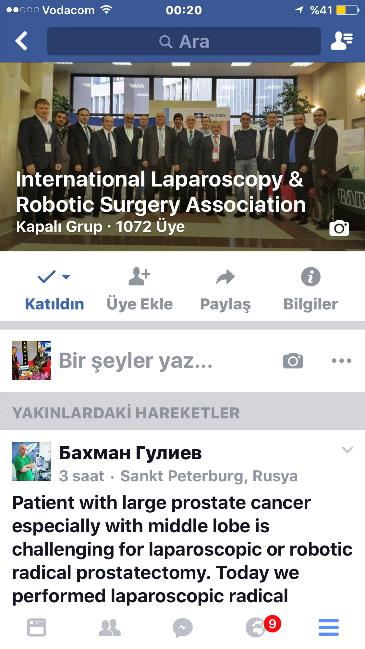 Vodacom 00:20 %41
Ara
International Laparoscopy &
Robotic Surgery Association
Kapalı Grup · 1072 Üye
Katıldın Üye Ekle Paylaş Bilgiler
Bir şeyler yaz...
YAKINLARDAKİ HAREKETLER
Бахман Гулиев
3 saat · Sankt Peterburg, Rusya
Patient with large prostate cancer
especially with middle lobe is
challenging for laparoscopic or robotic
radical prostatectomy. Today we
performed laparoscopic radical
9